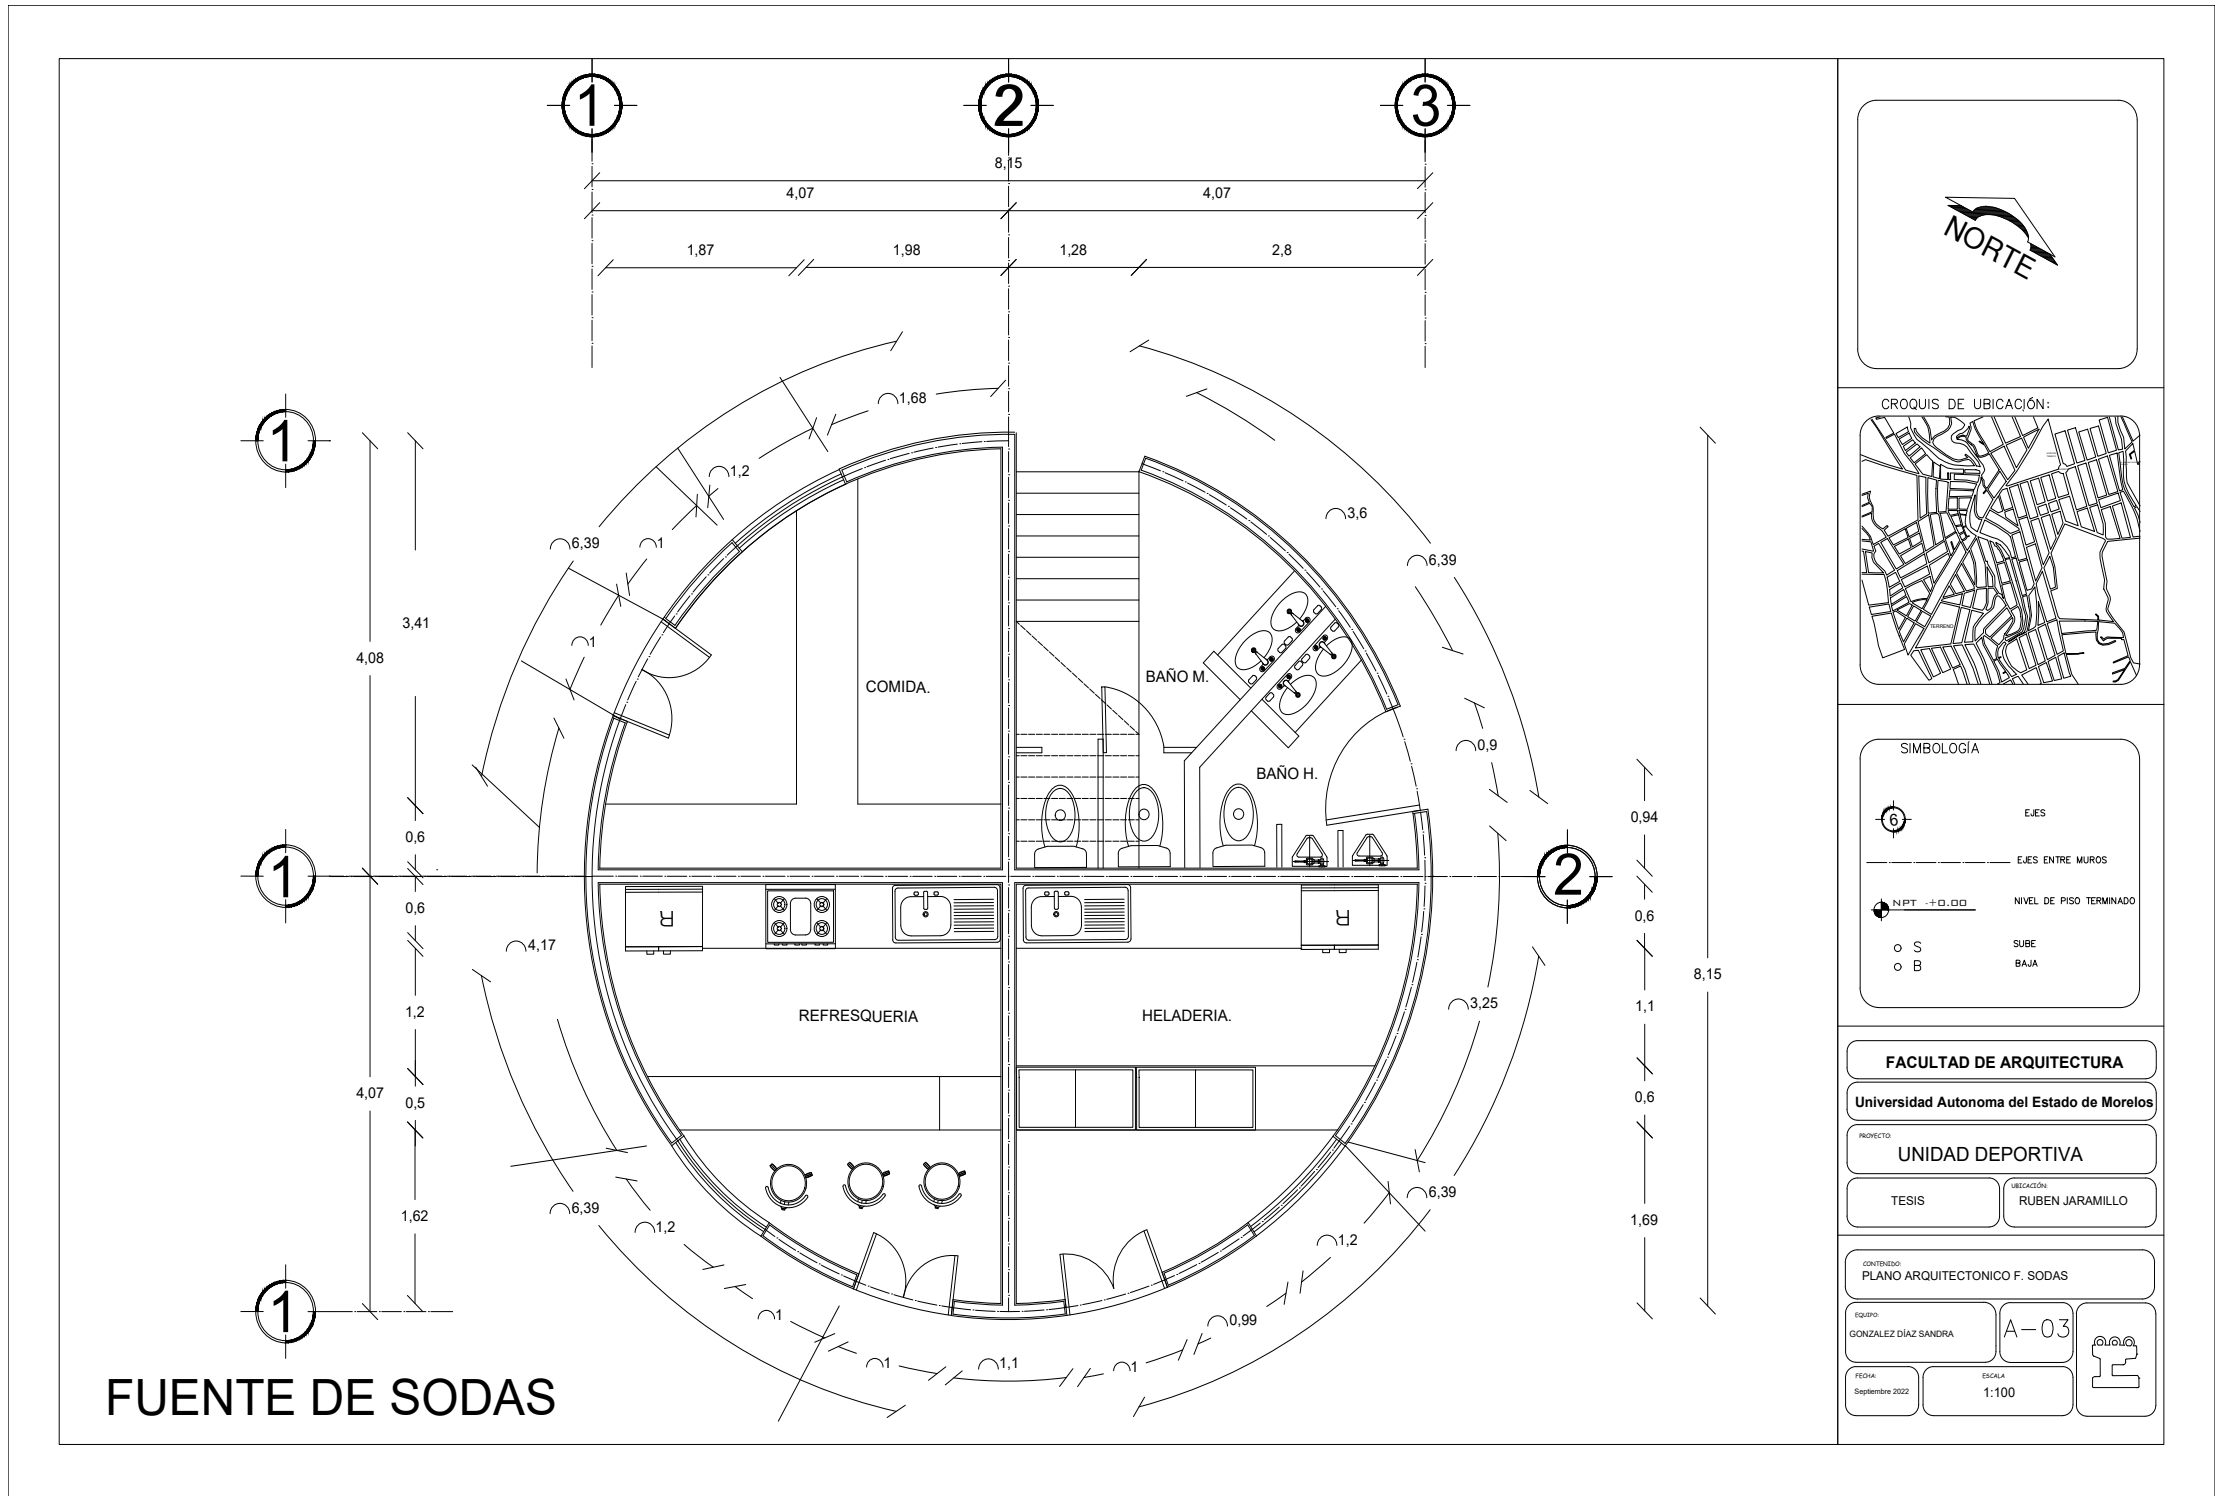 1
2
3
8,15
4,07
4,07
1,87
1,98
1,28
2,8
1,68
1
1,2
3,6
6,39
1
6,39
3,41
4,08
1
COMIDA.
BAÑO M.
0,9
BAÑO H.
0,94
0,6
1
2
0,6
R
R
0,6
4,17
8,15
1,2
REFRESQUERIA
HELADERIA.
3,25
1,1
4,07
0,5
0,6
1,62
6,39
1,2
6,39
1,69
1,2
1
1
0,99
1
1,1
1
FUENTE DE SODAS
NORTE
CROQUIS DE UBICACIÓN:
TERRENO
SIMBOLOGÍA
6
EJES
EJES ENTRE MUROS
NPT -+0.00
NIVEL DE PISO TERMINADO
S
SUBE
B
BAJA
FACULTAD DE ARQUITECTURA
Universidad Autonoma del Estado de Morelos
PROYECTO:
UNIDAD DEPORTIVA
TESIS
UBICACIÓN:
RUBEN JARAMILLO
CONTENIDO:
PLANO ARQUITECTONICO F. SODAS
EQUIPO:
GONZALEZ DÍAZ SANDRA
A-03
FECHA:
Septiembre 2022
ESCALA
1:100